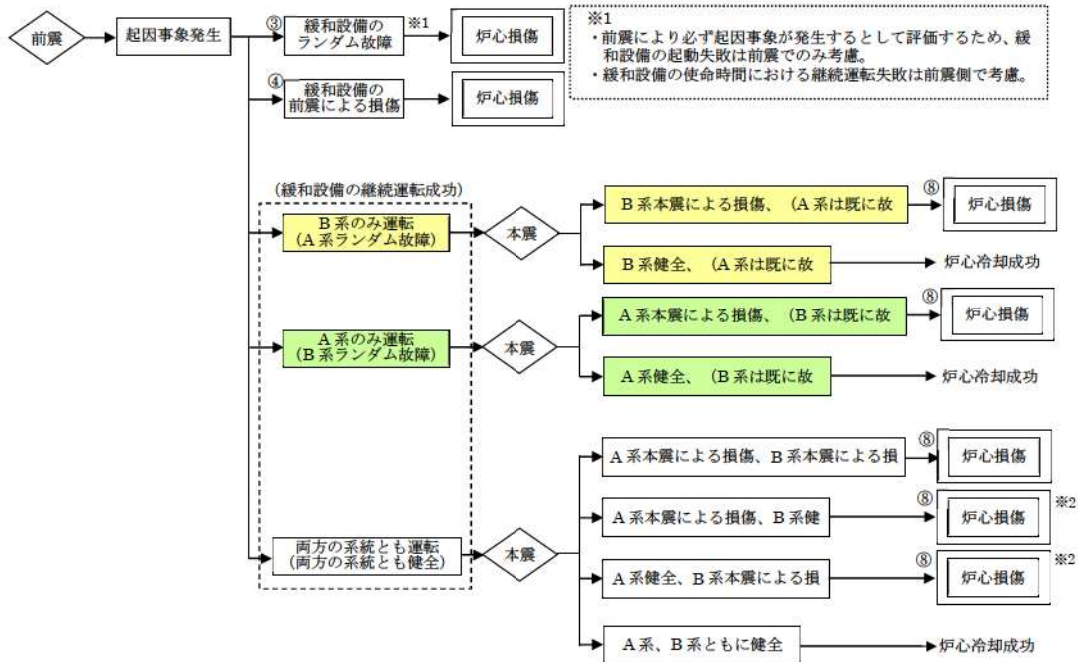 前震
起因事象発生
③
緩和設備の
ランダム故障
※1
炉心損傷
※1
・前震により必ず起因事象が発生するとして評価するため、緩
和設備の起動失敗は前震でのみ考慮。
・緩和設備の使命時間における継続運転失敗は前震側で考慮。
④
緩和設備の
前震による損傷
炉心損傷
(緩和設備の継続運転成功)
B系のみ運転
(A系ランダム故障)
本震
B系本震による損傷、(A系は既に故
⑧
炉心損傷
B系健全、(A系は既に故
炉心冷却成功
A系のみ運転
(B系ランダム故障)
本震
A系本震による損傷、(B系は既に故
⑧
炉心損傷
A系健全、(B系は既に故
炉心冷却成功
両方の系統とも運転
(両方の系統とも健全)
本震
A系本震による損傷、B系本震による損
⑧
炉心損傷
A系本震による損傷、B系健
⑧
炉心損傷
※2
A系健全、B系本震による損
⑧
炉心損傷
※2
A系、B系ともに健全
炉心冷却成功